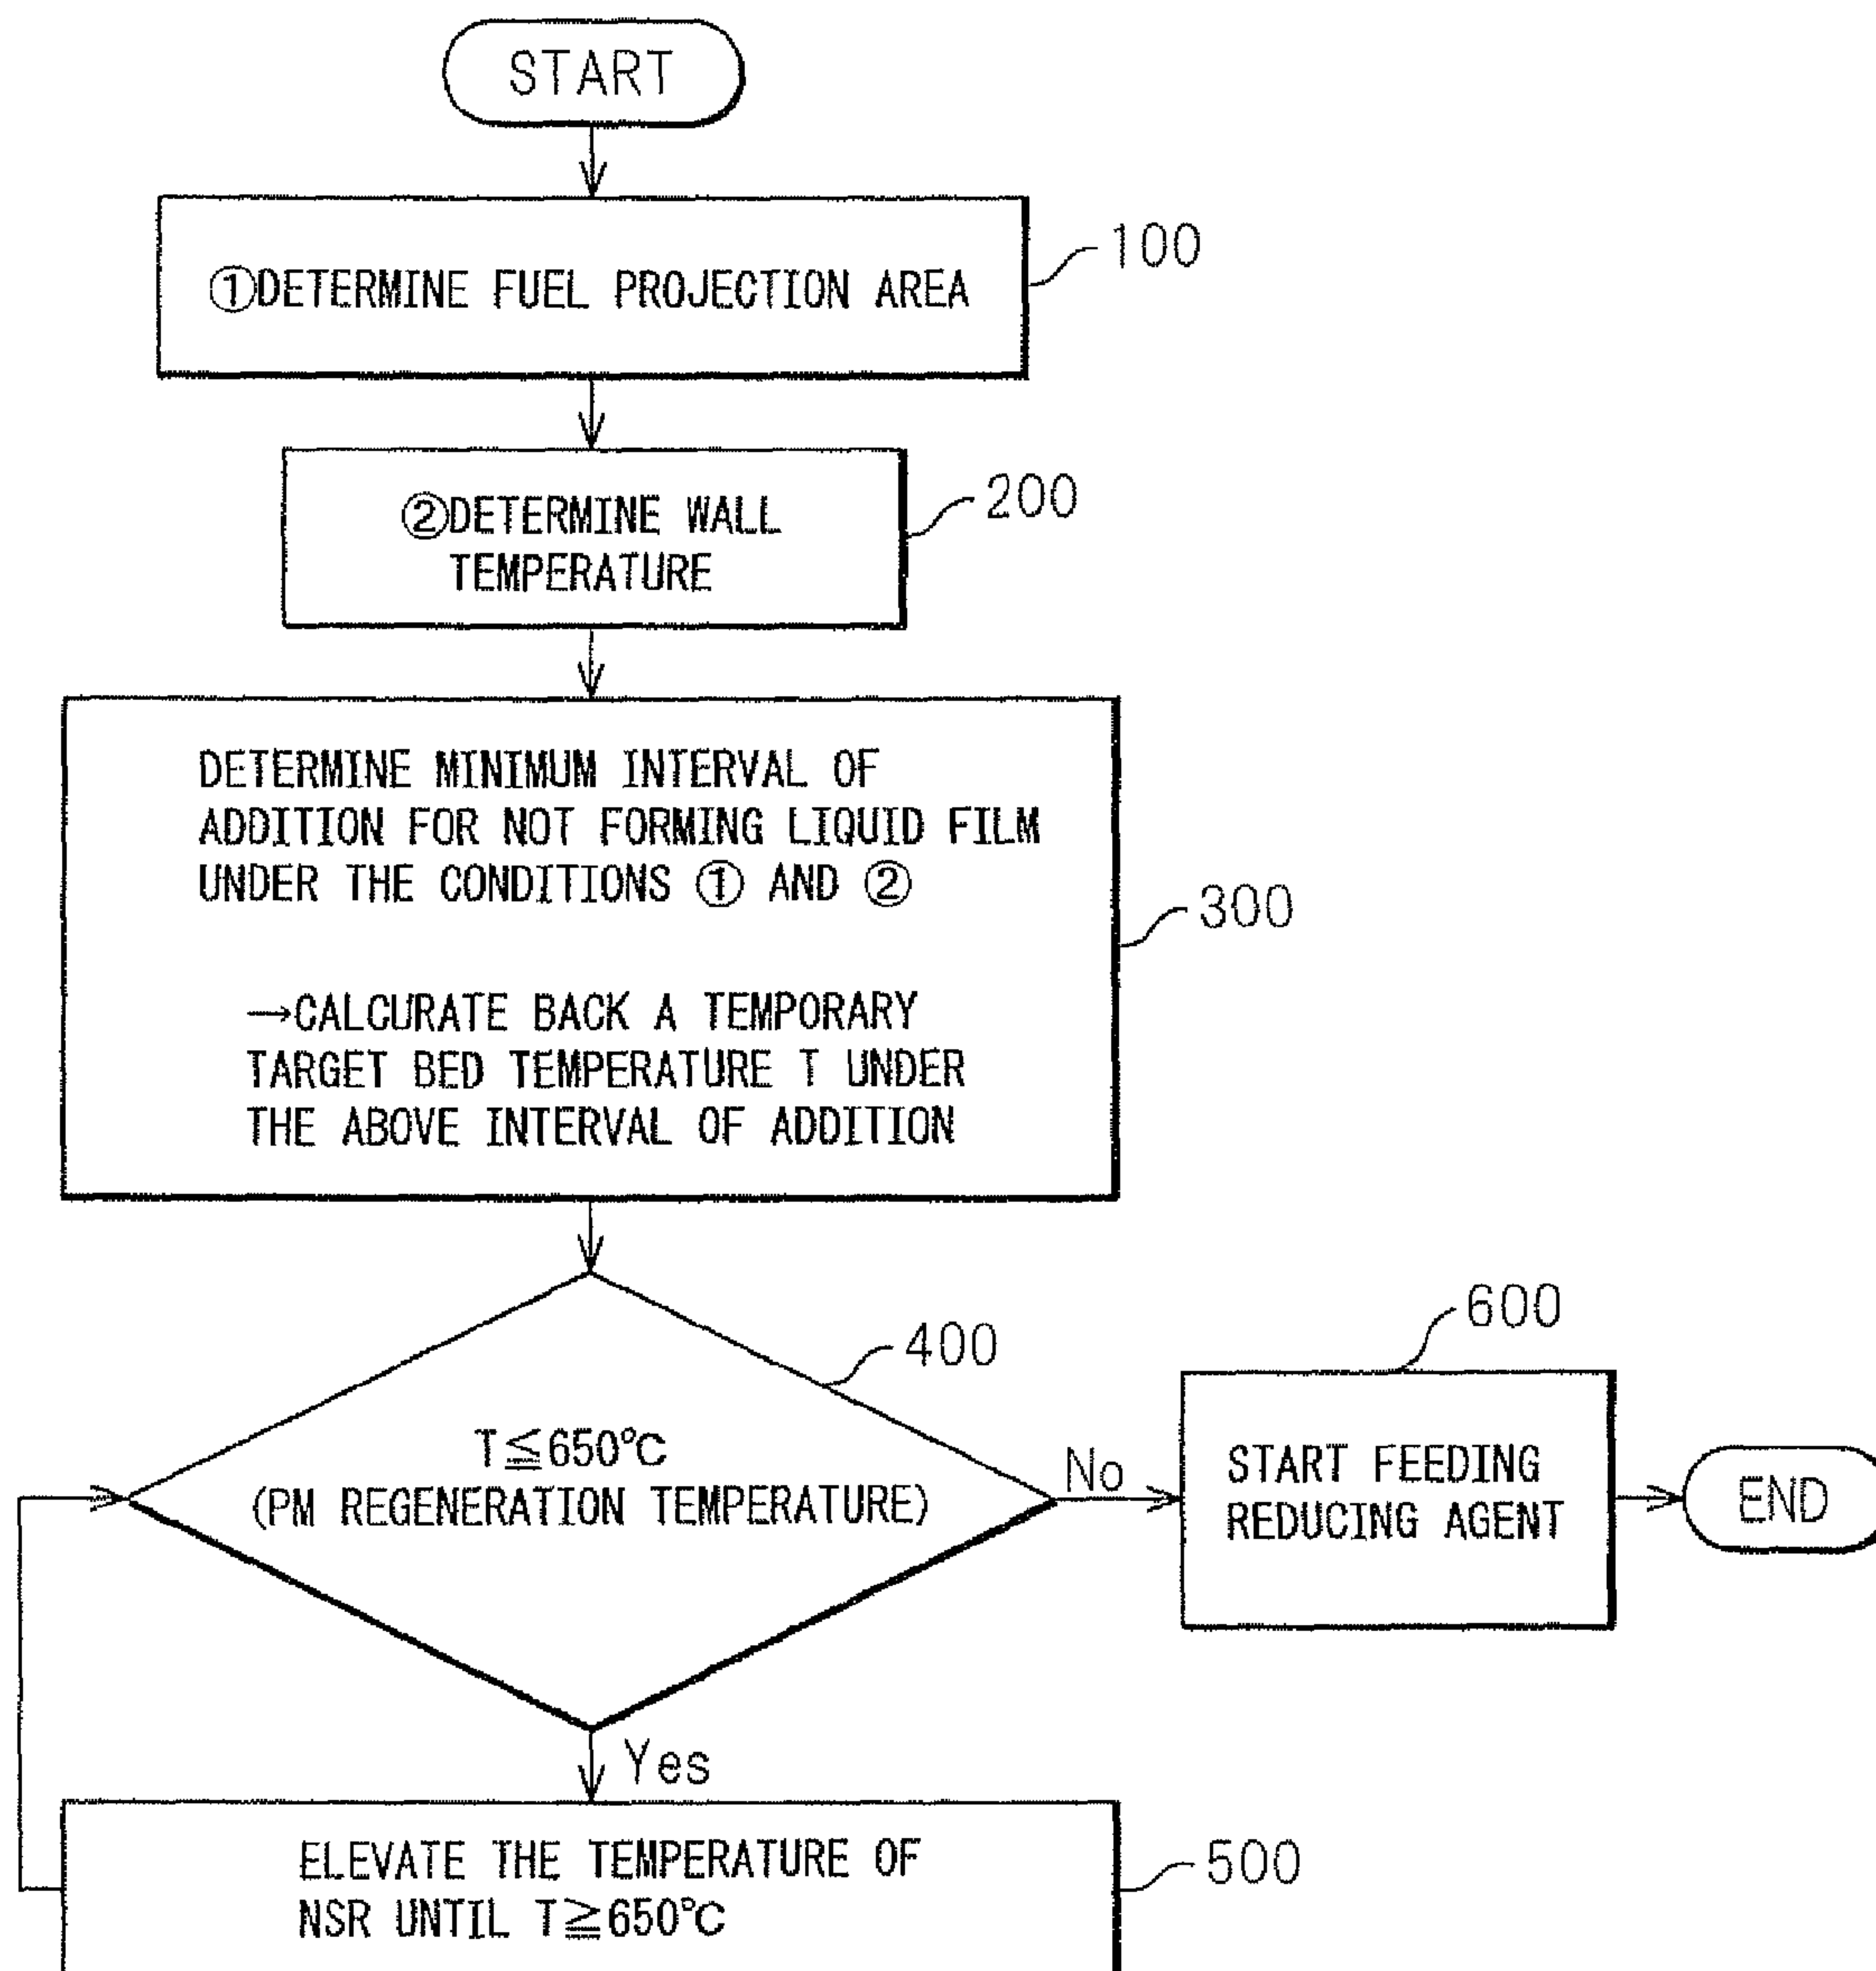 START
①DETERMINE FUEL PROJECTION AREA
100
②DETERMINE WALL
TEMPERATURE
200
DETERMINE MINIMUM INTERVAL OF
ADDITION FOR NOT FORMING LIQUID FILM
UNDER THE CONDITIONS ① AND ②
→CALCURATE BACK A TEMPORARY
TARGET BED TEMPERATURE T UNDER
THE ABOVE INTERVAL OF ADDITION
300
T≦650℃
(PM REGENERATION TEMPERATURE)
400
No
600
START FEEDING
REDUCING AGENT
END
Yes
ELEVATE THE TEMPERATURE OF
NSR UNTIL T≧650℃
500